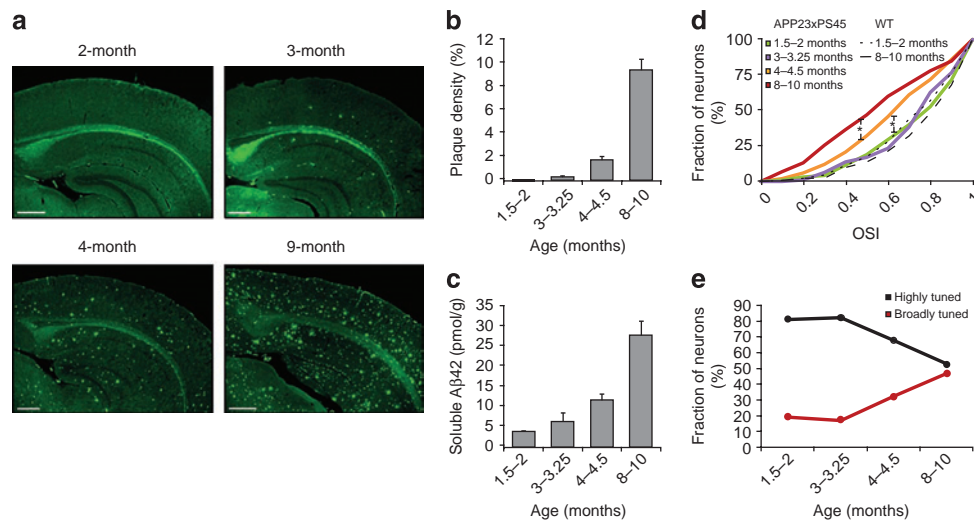 a
2-month
3-month
4-month
9-month
b
Plaque density (%)
12
10
8
6
4
2
0
1.5–2
3–3.25
4–4.5
8–10
Age (months)
c
Soluble Aβ42 (pmol/g)
35
30
25
20
15
10
5
0
1.5–2
3–3.25
4–4.5
8–10
Age (months)
d
APP23xPS45
WT
1.5–2 months
3–3.25 months
4–4.5 months
8–10 months
1.5–2 months
8–10 months
Fraction of neurons
(%)
100
75
50
25
0
*
*
0
0.2
0.4
0.6
0.8
1
OSI
e
Highly tuned
Broadly tuned
Fraction of neurons
(%)
90
80
70
60
50
40
30
20
10
0
1.5–2
3–3.25
4–4.5
8–10
Age (months)